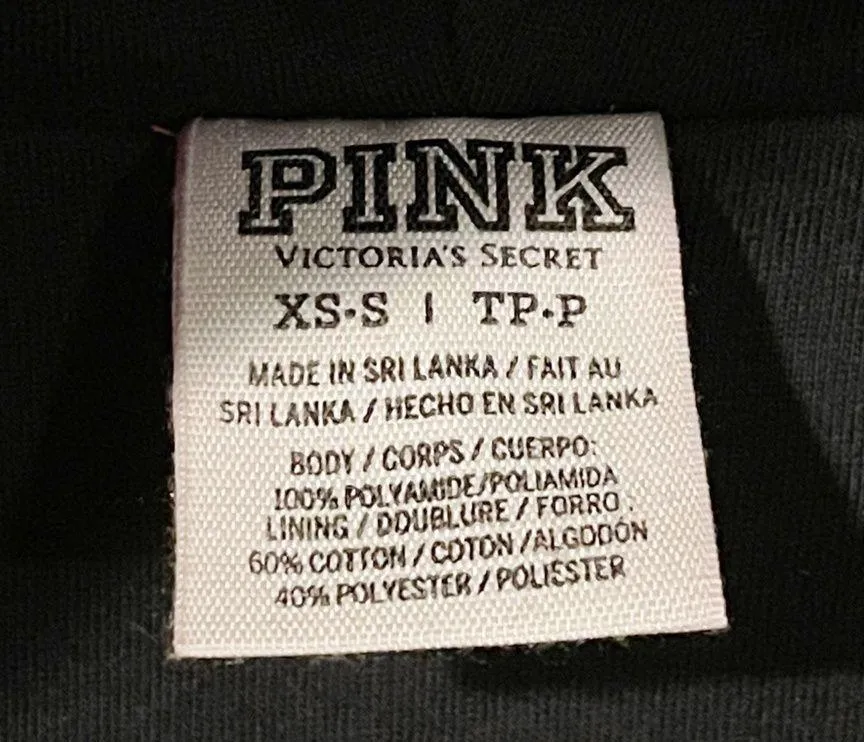 PINK
VICTORIA'S SECRET
XS•S | TP•P
MADE IN SRI LANKA / FAIT AU
SRI LANKA / HECHO EN SRI LANKA
BODY / CORPS / CUERPO:
100% POLYAMIDE/POLIAMIDA
LINING / DOUBLURE / FORRO :
60% COTTON / COTON /ALGODÓN
40% POLYESTER / POLIÉSTER